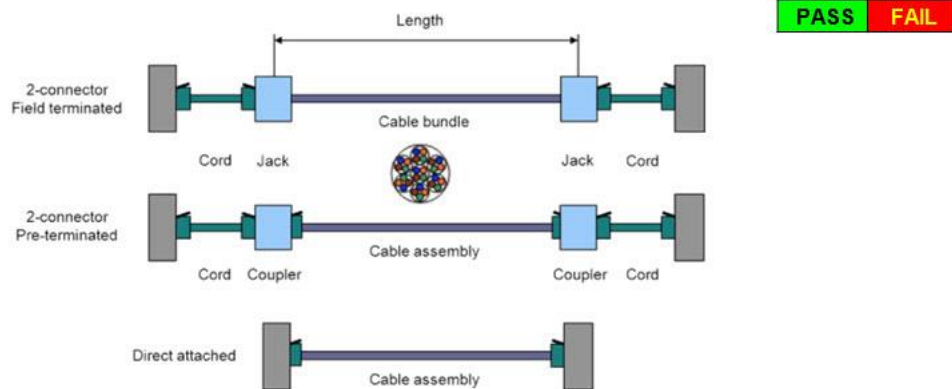 Length
PASS FAIL
2-connector
Field terminated
Cable bundle
Cord Jack Jack Cord
2-connector
Pre-terminated
Cable assembly
Cord Coupler Coupler Cord
Direct attached
Cable assembly